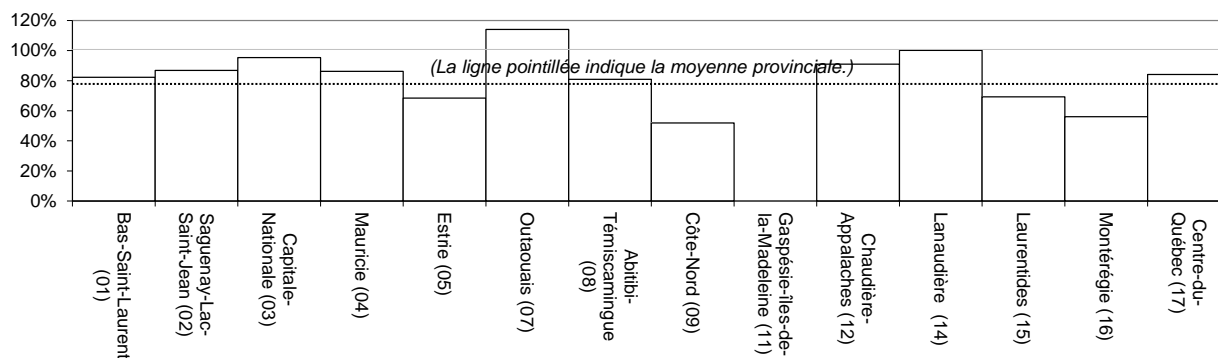 120%
100%
80%
60%
40%
20%
0%
(La ligne pointillée indique la moyenne provinciale.)
Bas-Saint-Laurent
(01)
Saguenay-Lac-
Saint-Jean (02)
Capitale-
Nationale (03)
Mauricie (04)
Estrie (05)
Outaouais (07)
Abitibi-
Témiscamingue
(08)
Côte-Nord (09)
Gaspésie-îles-de-
la-Madeleine (11)
Chaudière-
Appalaches (12)
Lanaudière (14)
Laurentides (15)
Montérégie (16)
Centre-du-
Québec (17)